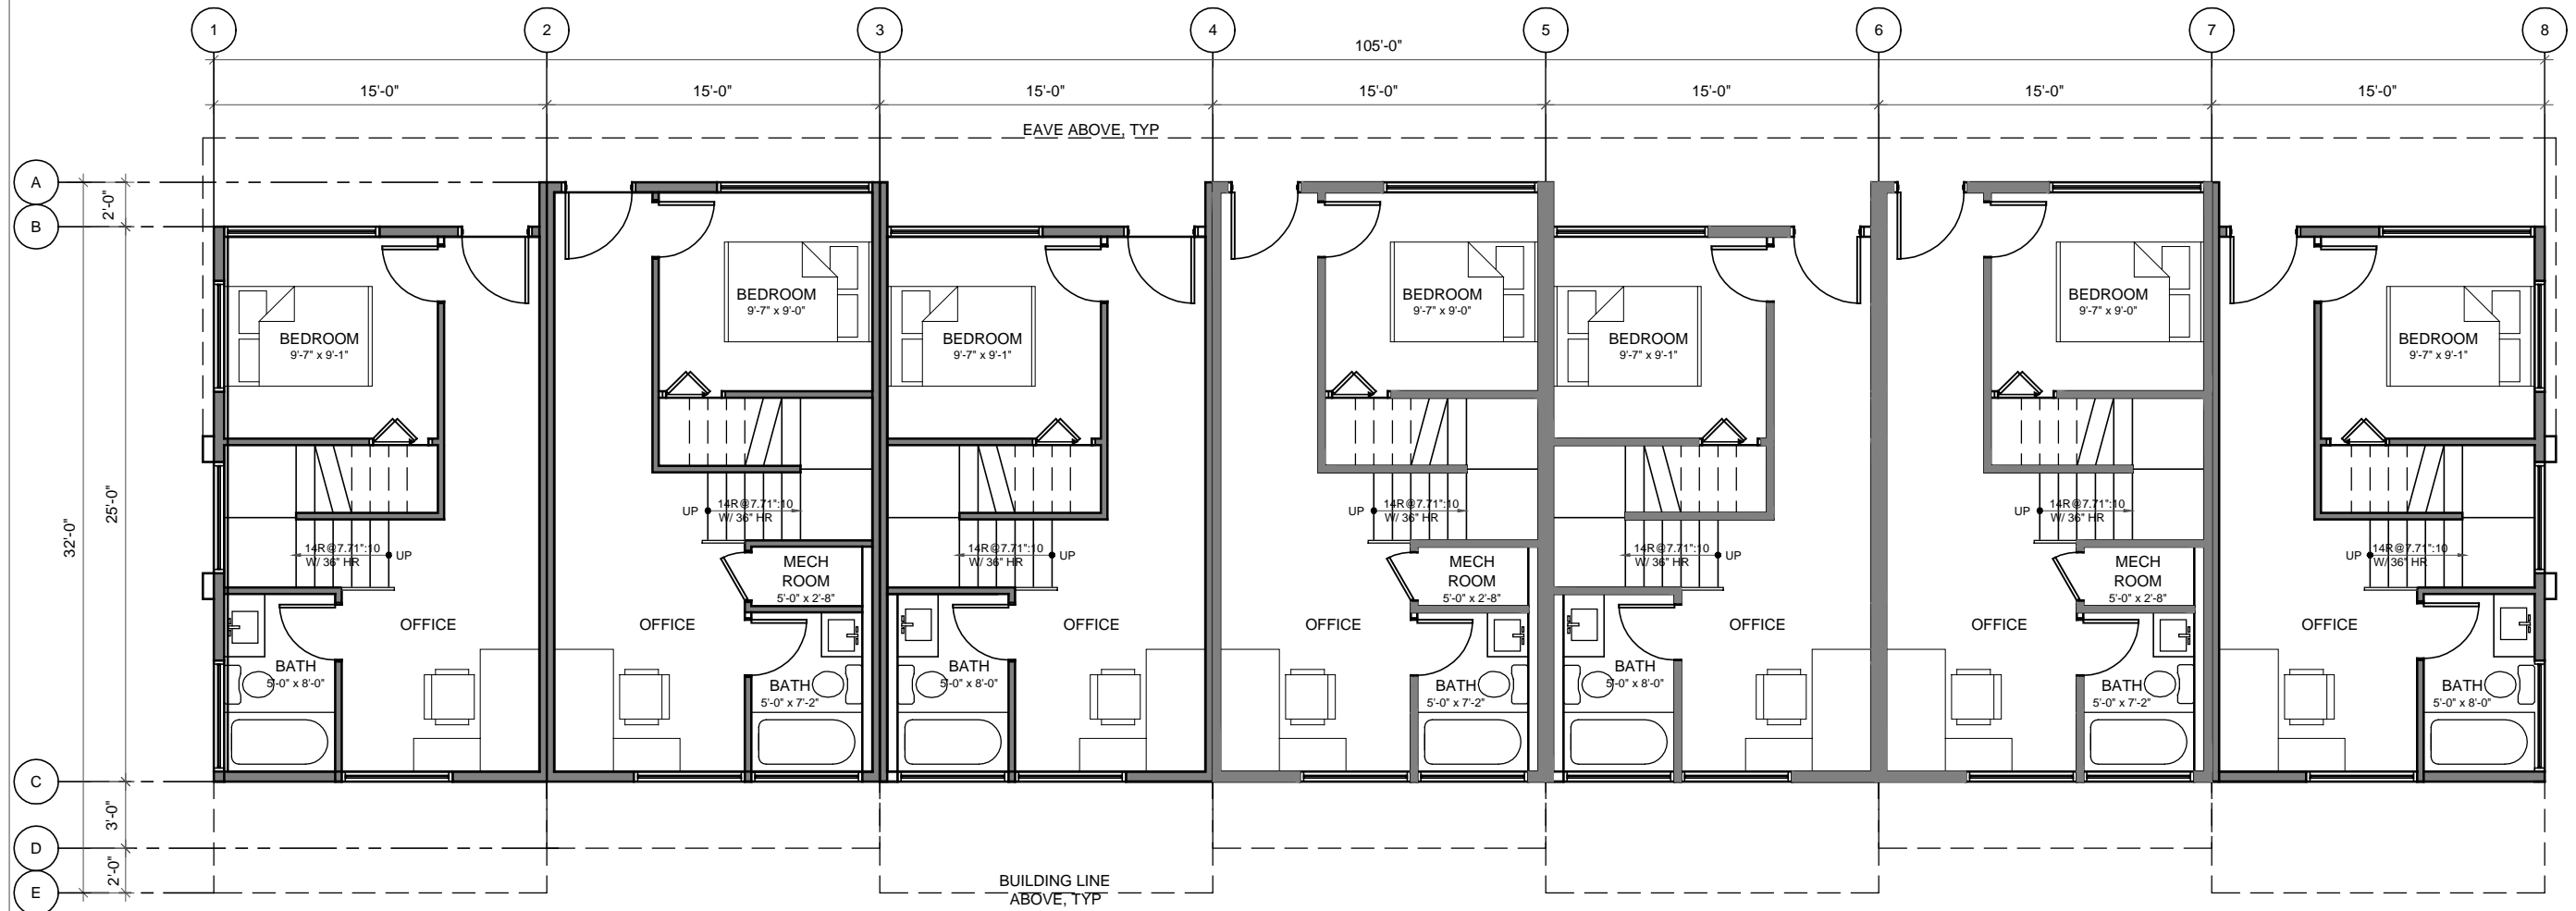 1 2 3 4 5 6 7 8
105'-0"
15'-0" 15'-0" 15'-0" 15'-0" 15'-0" 15'-0" 15'-0"
EAVE ABOVE, TYP
A
2'-0"
B
32'-0"
25'-0"
C
3'-0"
D
2'-0"
E
BEDROOM
9'-7" x 9'-1"
14R@7.71":10
W/ 36" HR
UP
OFFICE
BATH
5'-0" x 8'-0"
BEDROOM
9'-7" x 9'-0"
UP
14R@7.71":10
W/ 36" HR
MECH
ROOM
5'-0" x 2'-8"
OFFICE
BATH
5'-0" x 7'-2"
BEDROOM
9'-7" x 9'-1"
14R@7.71":10
W/ 36" HR
UP
OFFICE
BATH
5'-0" x 8'-0"
BEDROOM
9'-7" x 9'-0"
UP
14R@7.71":10
W/ 36" HR
MECH
ROOM
5'-0" x 2'-8"
OFFICE
BATH
5'-0" x 7'-2"
BEDROOM
9'-7" x 9'-1"
14R@7.71":10
W/ 36" HR
UP
OFFICE
BATH
5'-0" x 8'-0"
BEDROOM
9'-7" x 9'-0"
UP
14R@7.71":10
W/ 36" HR
MECH
ROOM
5'-0" x 2'-8"
OFFICE
BATH
5'-0" x 7'-2"
BEDROOM
9'-7" x 9'-1"
UP
14R@7.71":10
W/ 36" HR
OFFICE
BATH
5'-0" x 8'-0"
BUILDING LINE
ABOVE, TYP